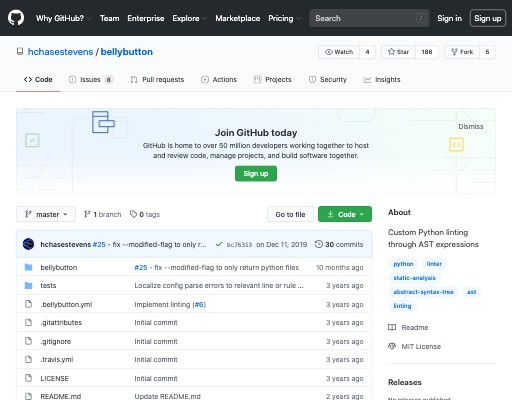 Why GitHub? Team Enterprise Explore Marketplace Pricing Search / Sign in Sign up
hchasestevens / bellybutton Watch 4 Star 186 Fork 5
Code Issues 8 Pull requests Actions Projects Security Insights
Dismiss
Join GitHub today
GitHub is home to over 50 million developers working together to host
and review code, manage projects, and build software together.
Sign up
master 1 branch 0 tags Go to file Code
hchasestevens #25 - fix --modified-flag to only r... bc76313 on Dec 11, 2019 30 commits
bellybutton #25 - fix --modified-flag to only return python files 10 months ago
tests Localize config parse errors to relevant line or rule ... 3 years ago
.bellybutton.yml Implement linting (#6) 3 years ago
.gitattributes Initial commit 3 years ago
.gitignore Initial commit 3 years ago
.travis.yml Initial commit 3 years ago
LICENSE Initial commit 3 years ago
README.md Update README.md 2 years ago
About
Custom Python linting
through AST expressions
python linter
static-analysis
abstract-syntax-tree ast
linting
Readme
MIT License
Releases
No releases published